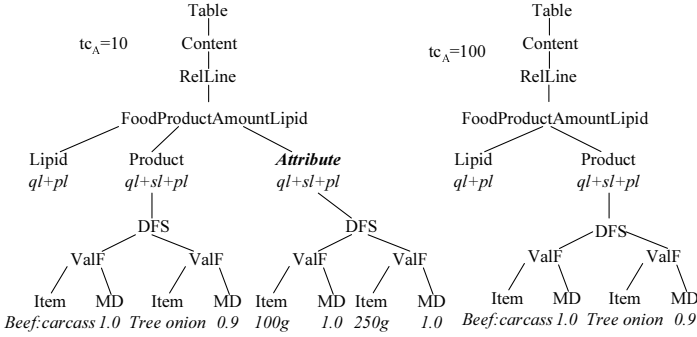 Table Table
tc_A=10 Content tc_A=100 Content
RelLine RelLine
FoodProductAmountLipid FoodProductAmountLipid
Lipid Product Attribute Lipid Product
ql+pl ql+sl+pl ql+sl+pl ql+pl ql+sl+pl
DFS DFS DFS
ValF ValF ValF ValF ValF ValF
Item MD Item MD Item MD Item MD Item MD Item MD
Beef:carcass 1.0 Tree onion 0.9 100g 1.0 250g 1.0 Beef:carcass 1.0 Tree onion 0.9